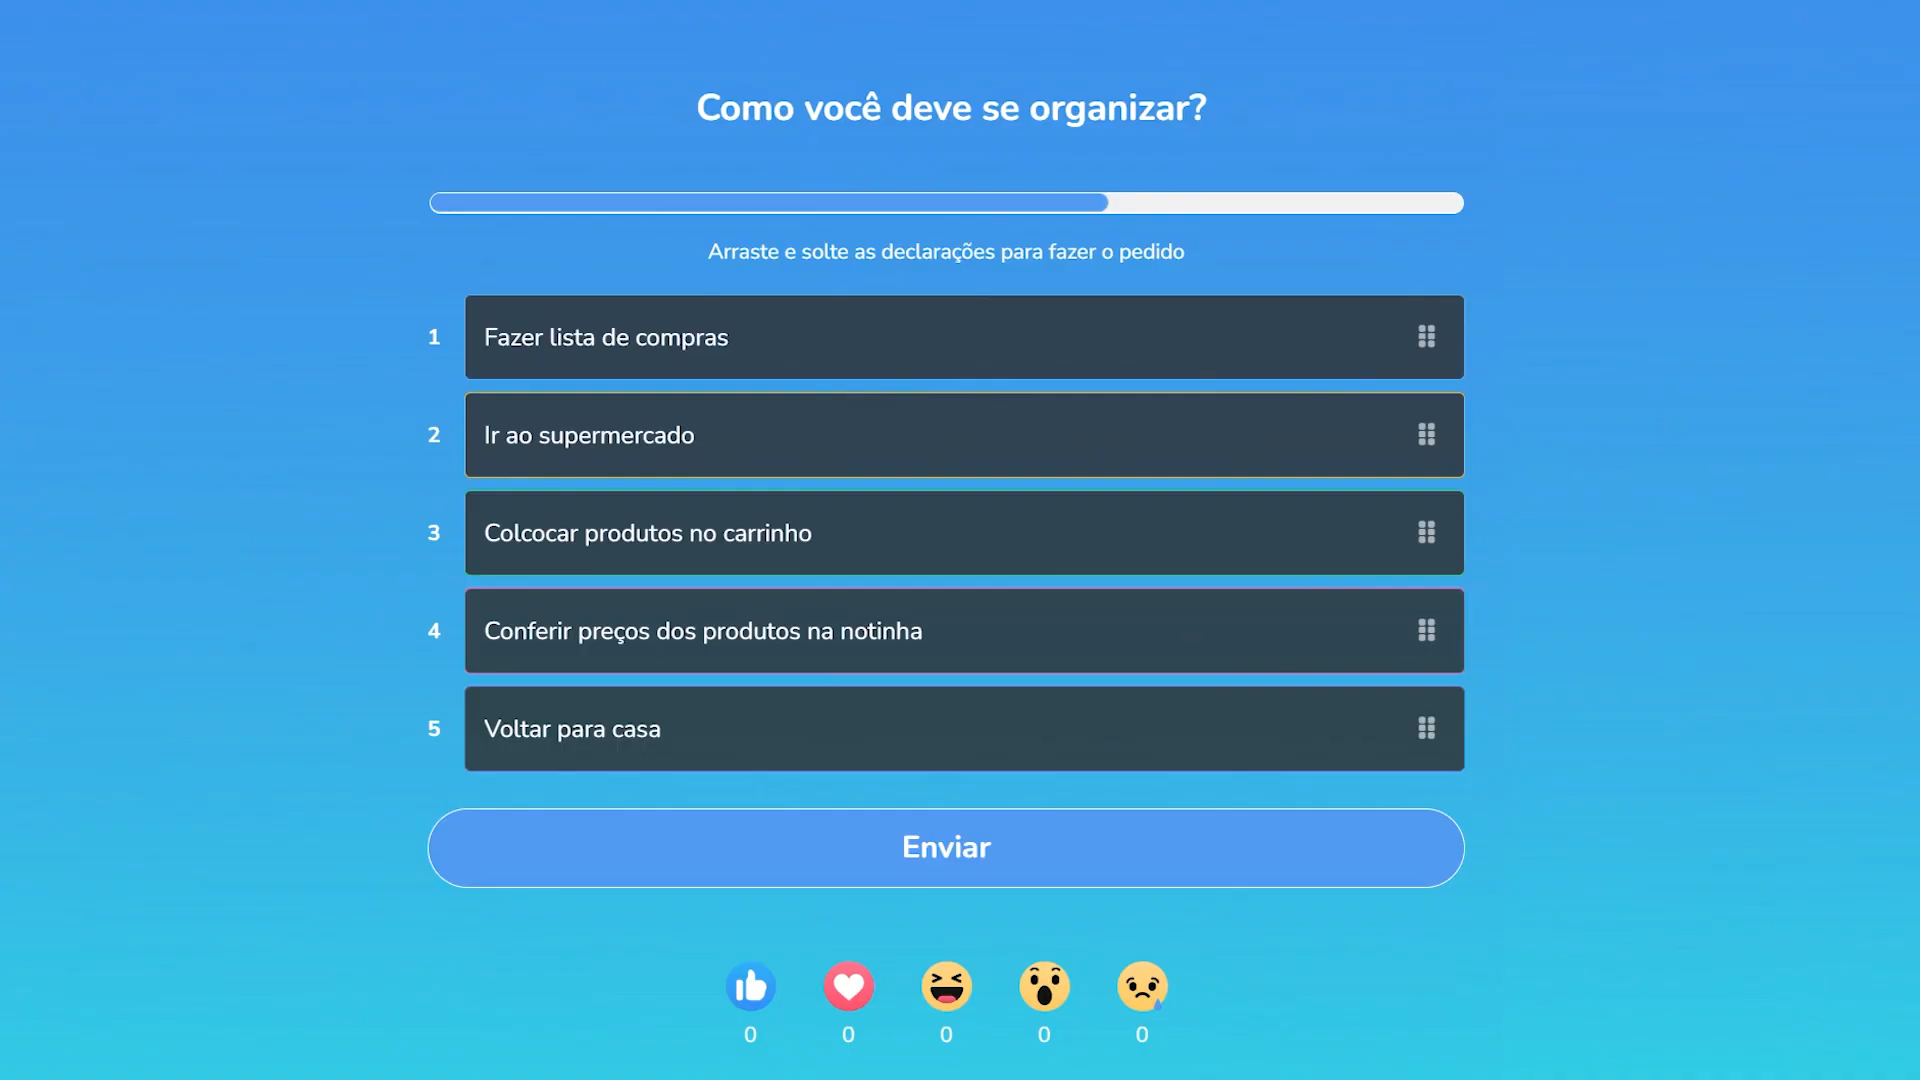 Como você deve se organizar?
Arraste e solte as declarações para fazer o pedido
1 Fazer lista de compras
2 Ir ao supermercado
3 Colcocar produtos no carrinho
4 Conferir preços dos produtos na notinha
5 Voltar para casa
Enviar
0 0 0 0 0